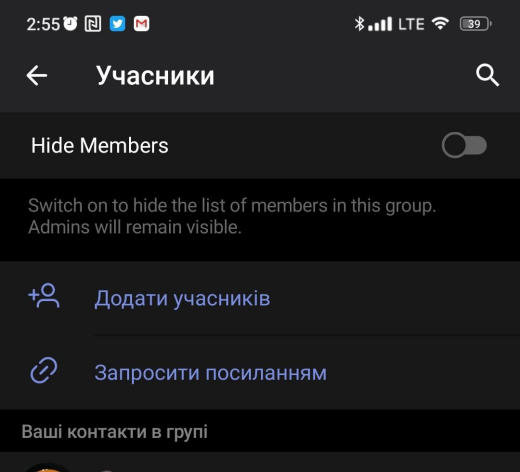 2:55 LTE 39
Учасники
Hide Members
Switch on to hide the list of members in this group.
Admins will remain visible.
Додати учасників
Запросити посиланням
Ваші контакти в групі